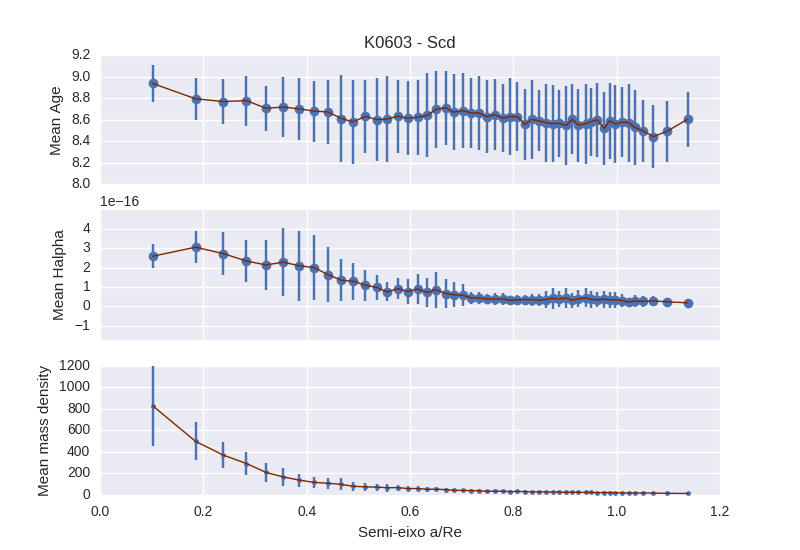 K0603 - Scd
9.2
9.0
8.8
8.6
8.4
8.2
8.0
Mean Age
1e−16
4
3
2
1
0
−1
Mean Halpha
1200
1000
800
600
400
200
0
Mean mass density
0.0 0.2 0.4 0.6 0.8 1.0 1.2
Semi-eixo a/Re